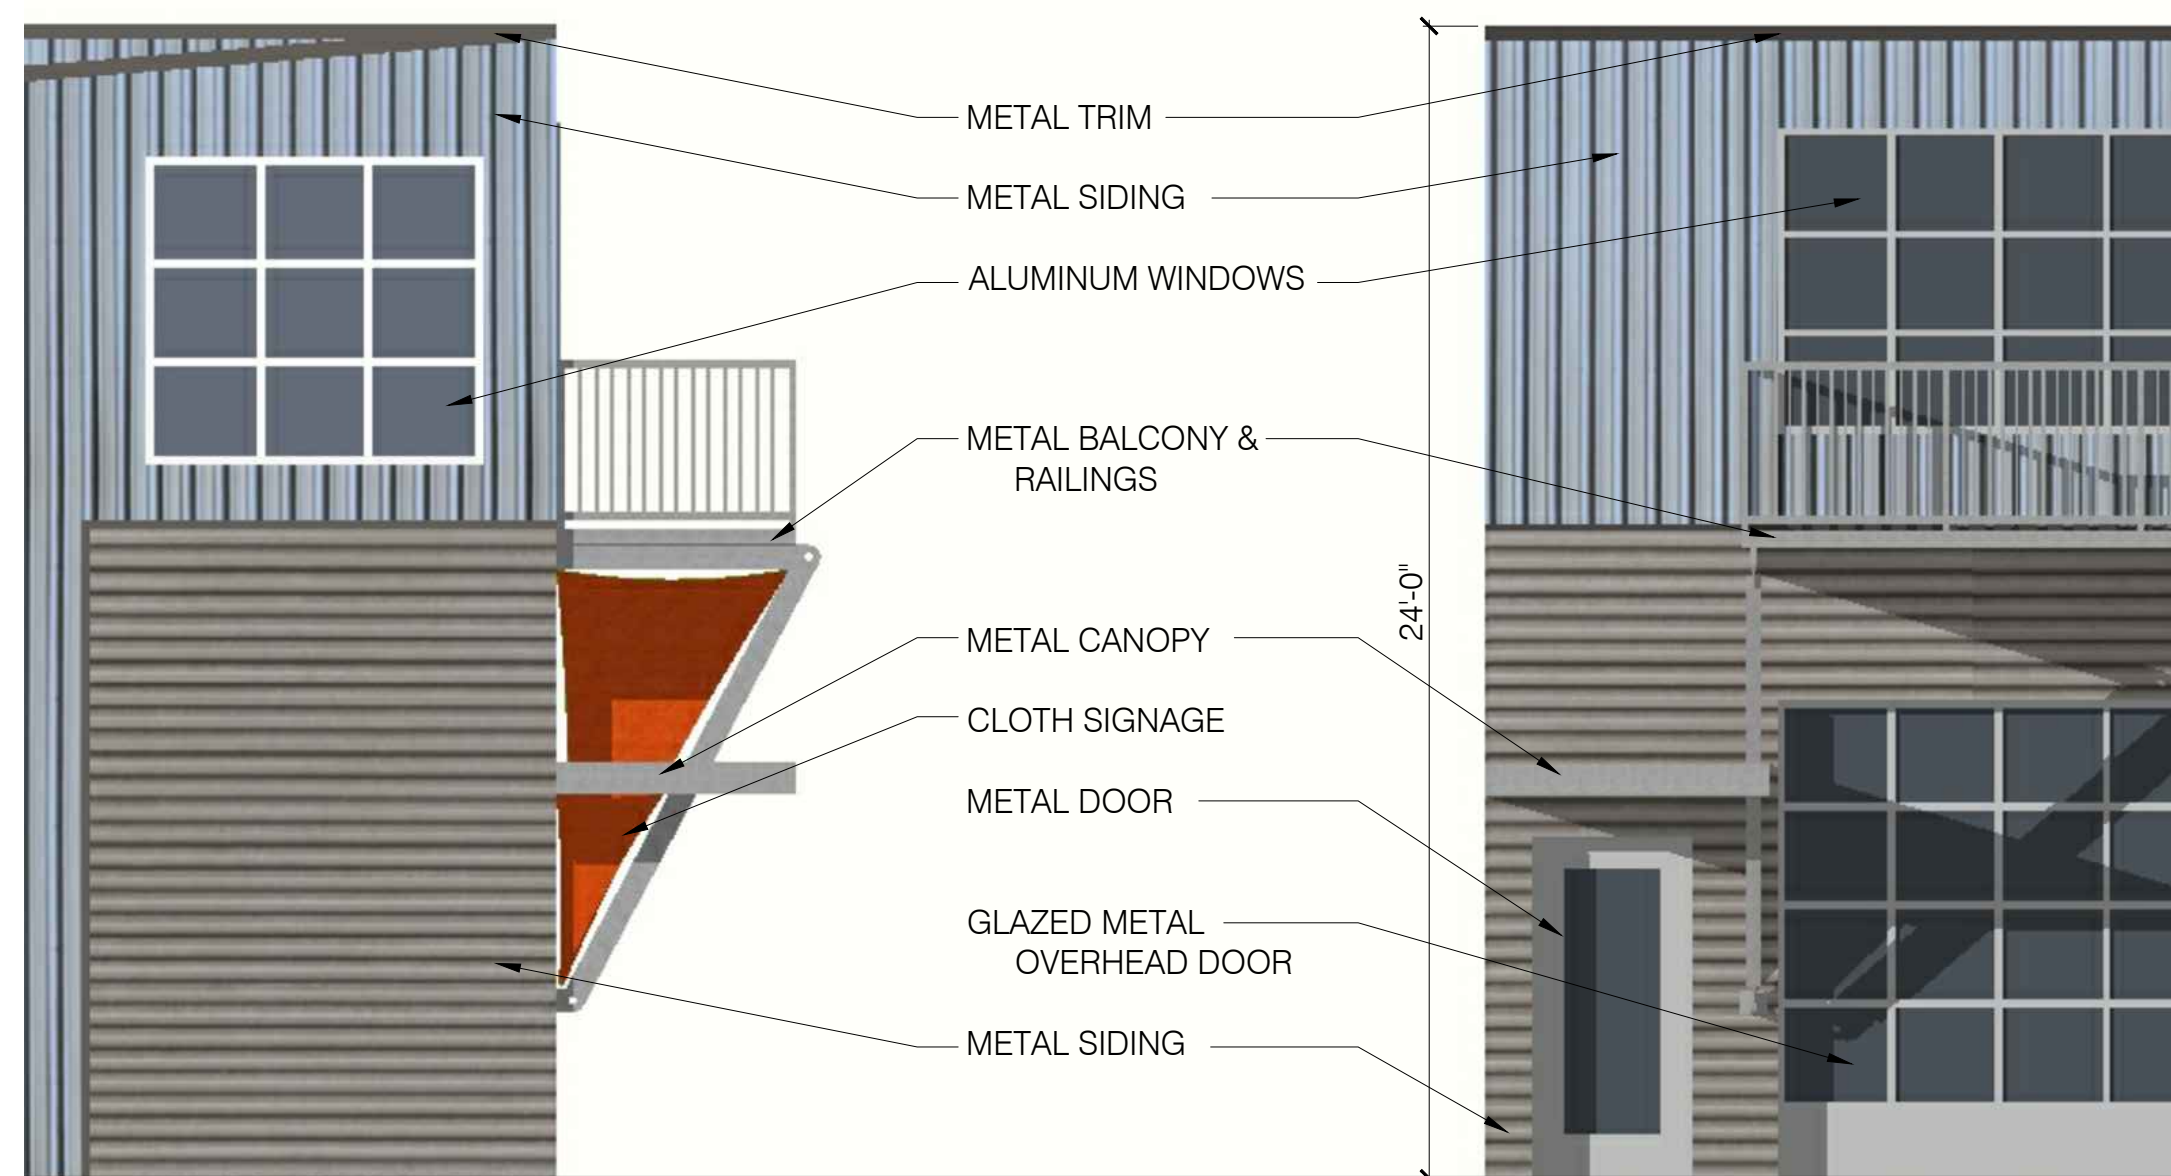 METAL TRIM
METAL SIDING
ALUMINUM WINDOWS
METAL BALCONY &
RAILINGS
24'-0"
METAL CANOPY
CLOTH SIGNAGE
METAL DOOR
GLAZED METAL
OVERHEAD DOOR
METAL SIDING